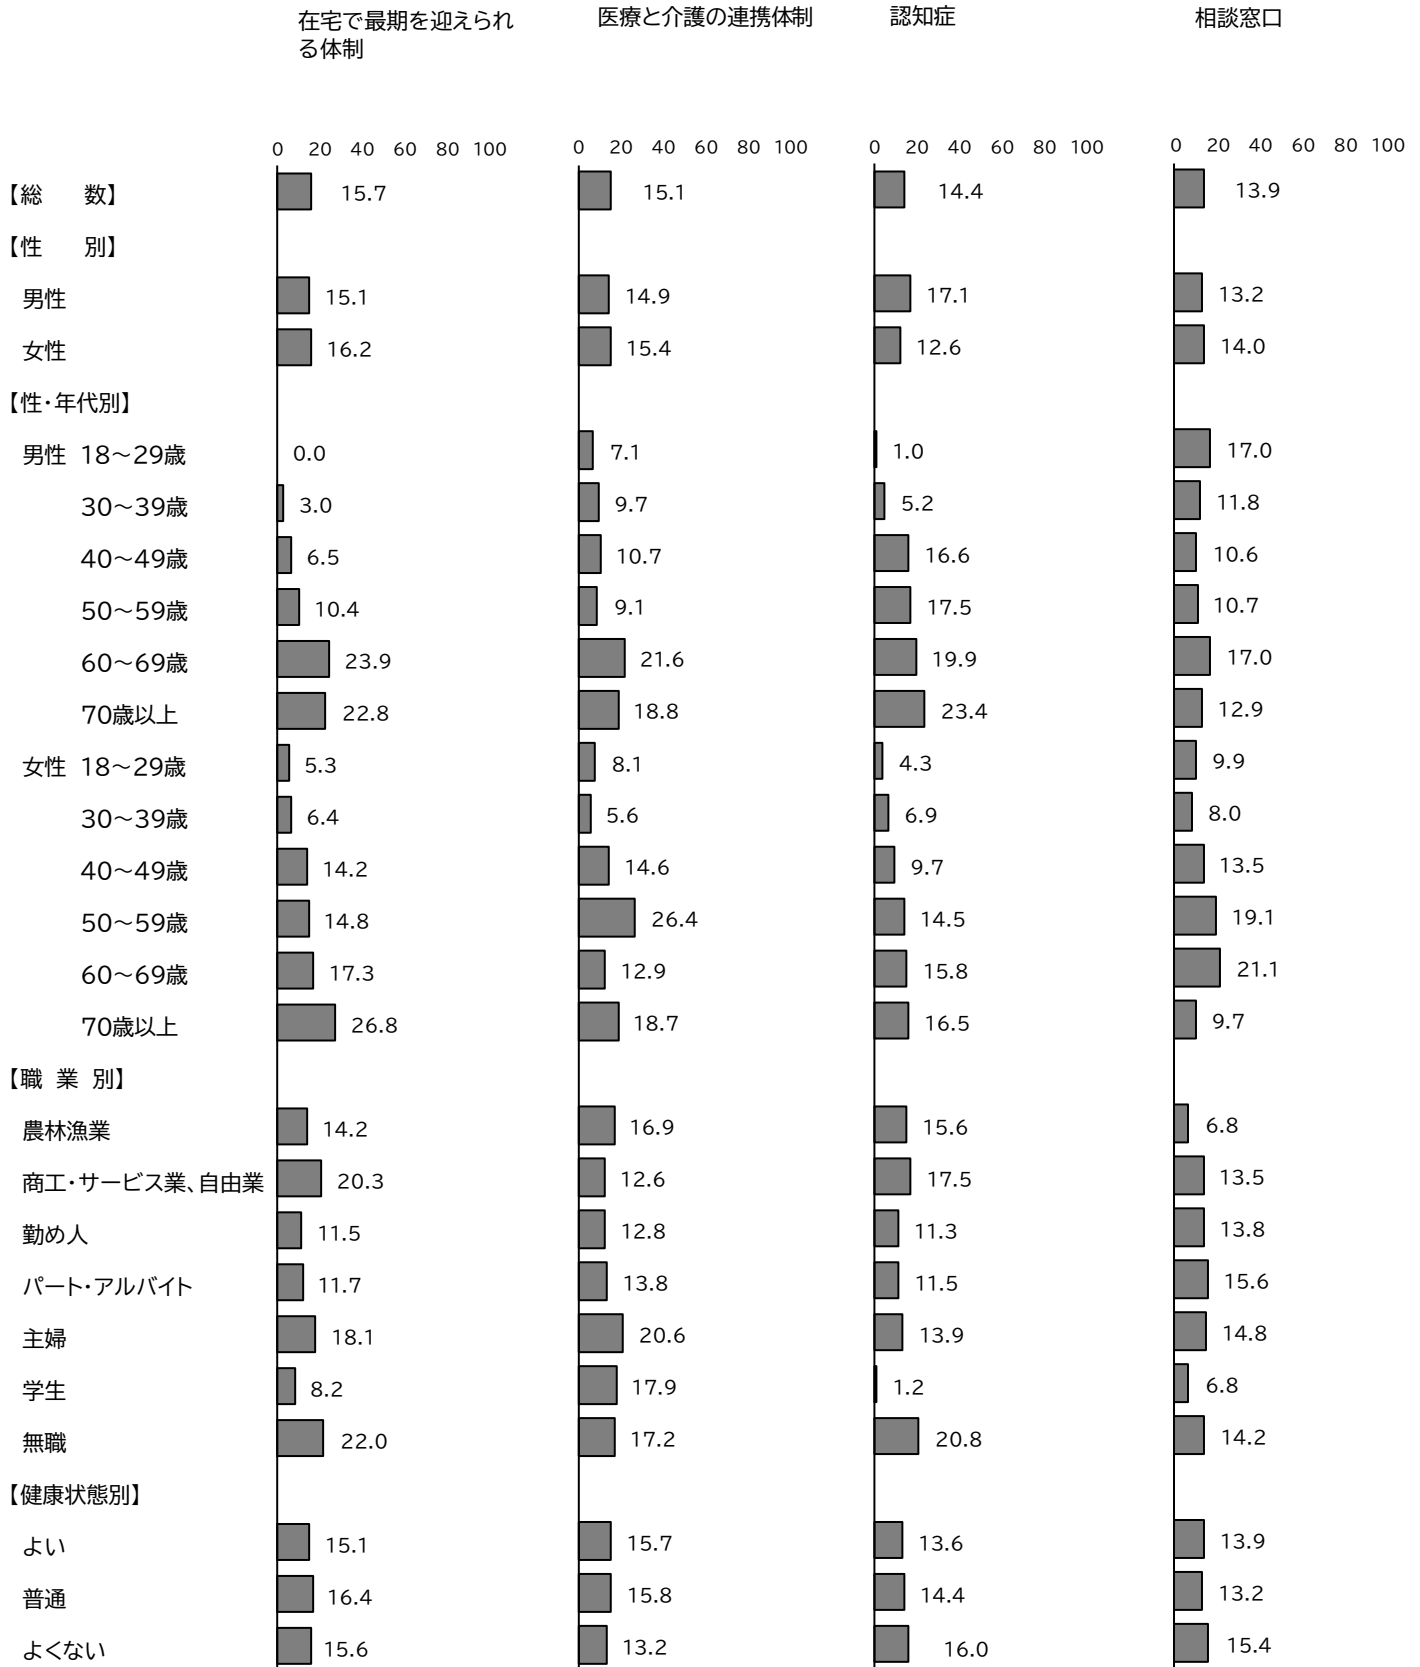 在宅で最期を迎えられ
る体制
医療と介護の連携体制
認知症
相談窓口
0 20 40 60 80 100 0 20 40 60 80 100 0 20 40 60 80 100 0 20 40 60 80 100
【総　数】 15.7 15.1 14.4 13.9
【性　別】
男性 15.1 14.9 17.1 13.2
女性 16.2 15.4 12.6 14.0
【性・年代別】
男性 18～29歳 0.0 7.1 1.0 17.0
30～39歳 3.0 9.7 5.2 11.8
40～49歳 6.5 10.7 16.6 10.6
50～59歳 10.4 9.1 17.5 10.7
60～69歳 23.9 21.6 19.9 17.0
70歳以上 22.8 18.8 23.4 12.9
女性 18～29歳 5.3 8.1 4.3 9.9
30～39歳 6.4 5.6 6.9 8.0
40～49歳 14.2 14.6 9.7 13.5
50～59歳 14.8 26.4 14.5 19.1
60～69歳 17.3 12.9 15.8 21.1
70歳以上 26.8 18.7 16.5 9.7
【職 業 別】
農林漁業 14.2 16.9 15.6 6.8
商工・サービス業、自由業 20.3 12.6 17.5 13.5
勤め人 11.5 12.8 11.3 13.8
パート・アルバイト 11.7 13.8 11.5 15.6
主婦 18.1 20.6 13.9 14.8
学生 8.2 17.9 1.2 6.8
無職 22.0 17.2 20.8 14.2
【健康状態別】
よい 15.1 15.7 13.6 13.9
普通 16.4 15.8 14.4 13.2
よくない 15.6 13.2 16.0 15.4